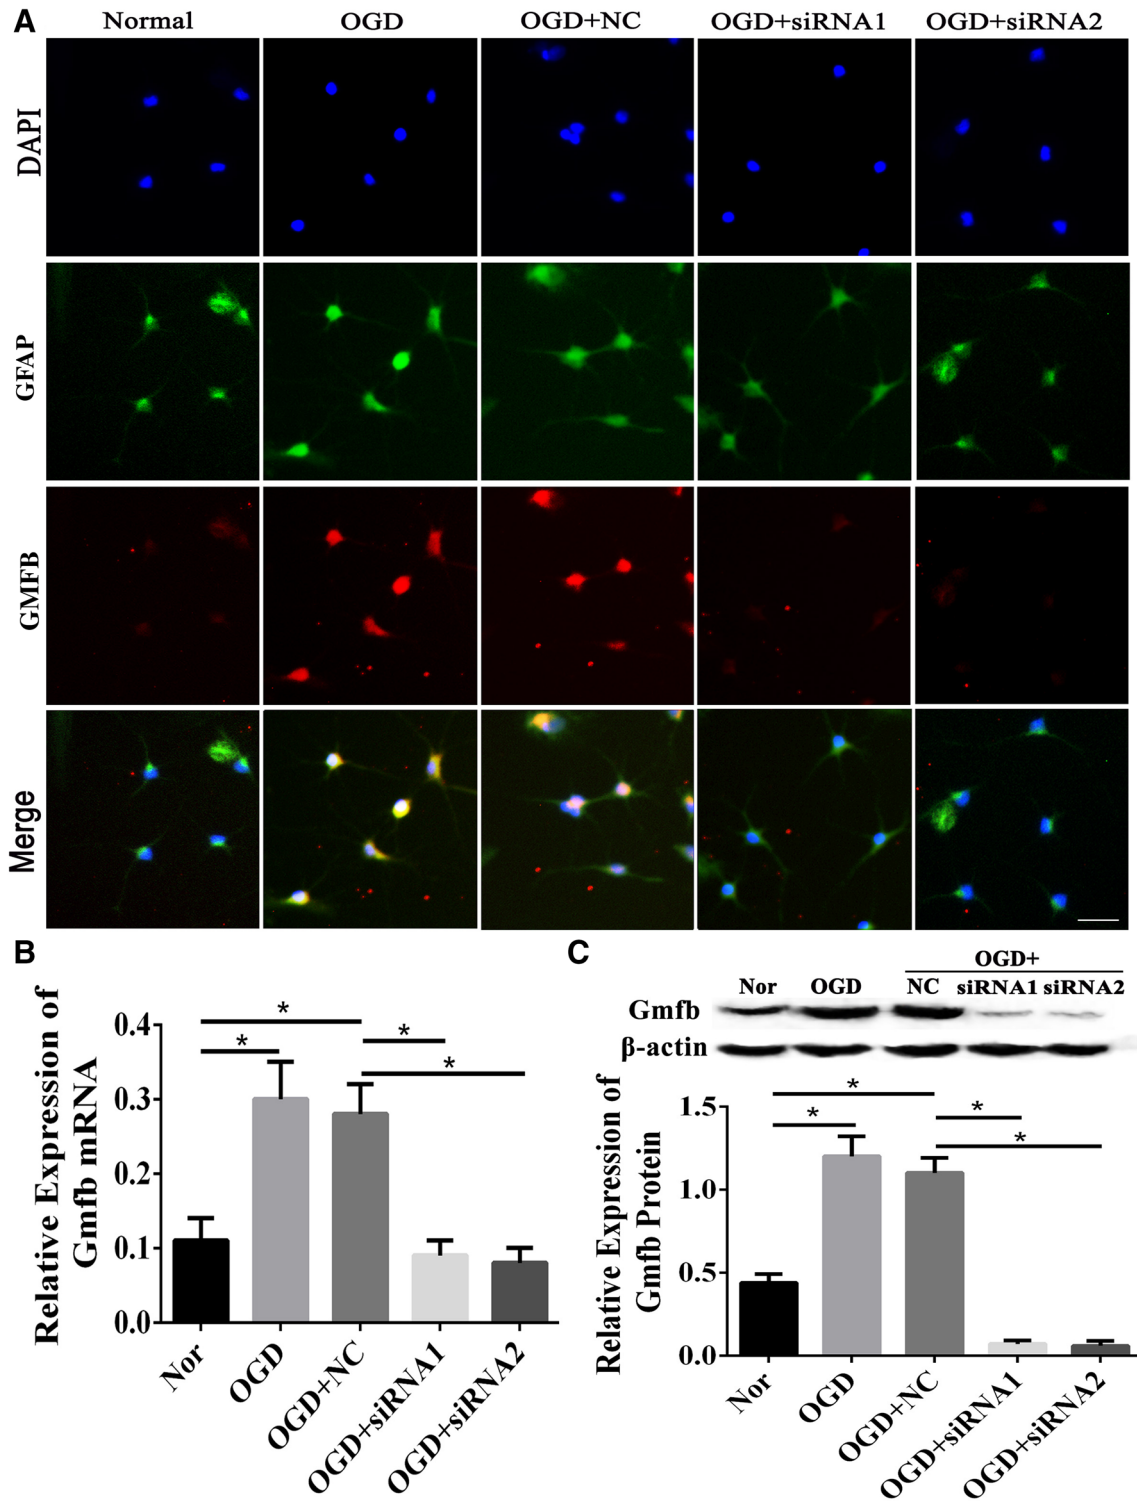 A
Normal OGD OGD+NC OGD+siRNA1 OGD+siRNA2
DAPI
GFAP
GMFB
Merge
B
Relative Expression of
Gmfb mRNA
0.4
0.3
0.2
0.1
0.0
* * * *
Nor OGD OGD+NC OGD+siRNA1 OGD+siRNA2
C
OGD+
Nor OGD NC siRNA1 siRNA2
Gmfb
β-actin
Relative Expression of
Gmfb Protein
1.5
1.0
0.5
0.0
* * * *
Nor OGD OGD+NC OGD+siRNA1 OGD+siRNA2